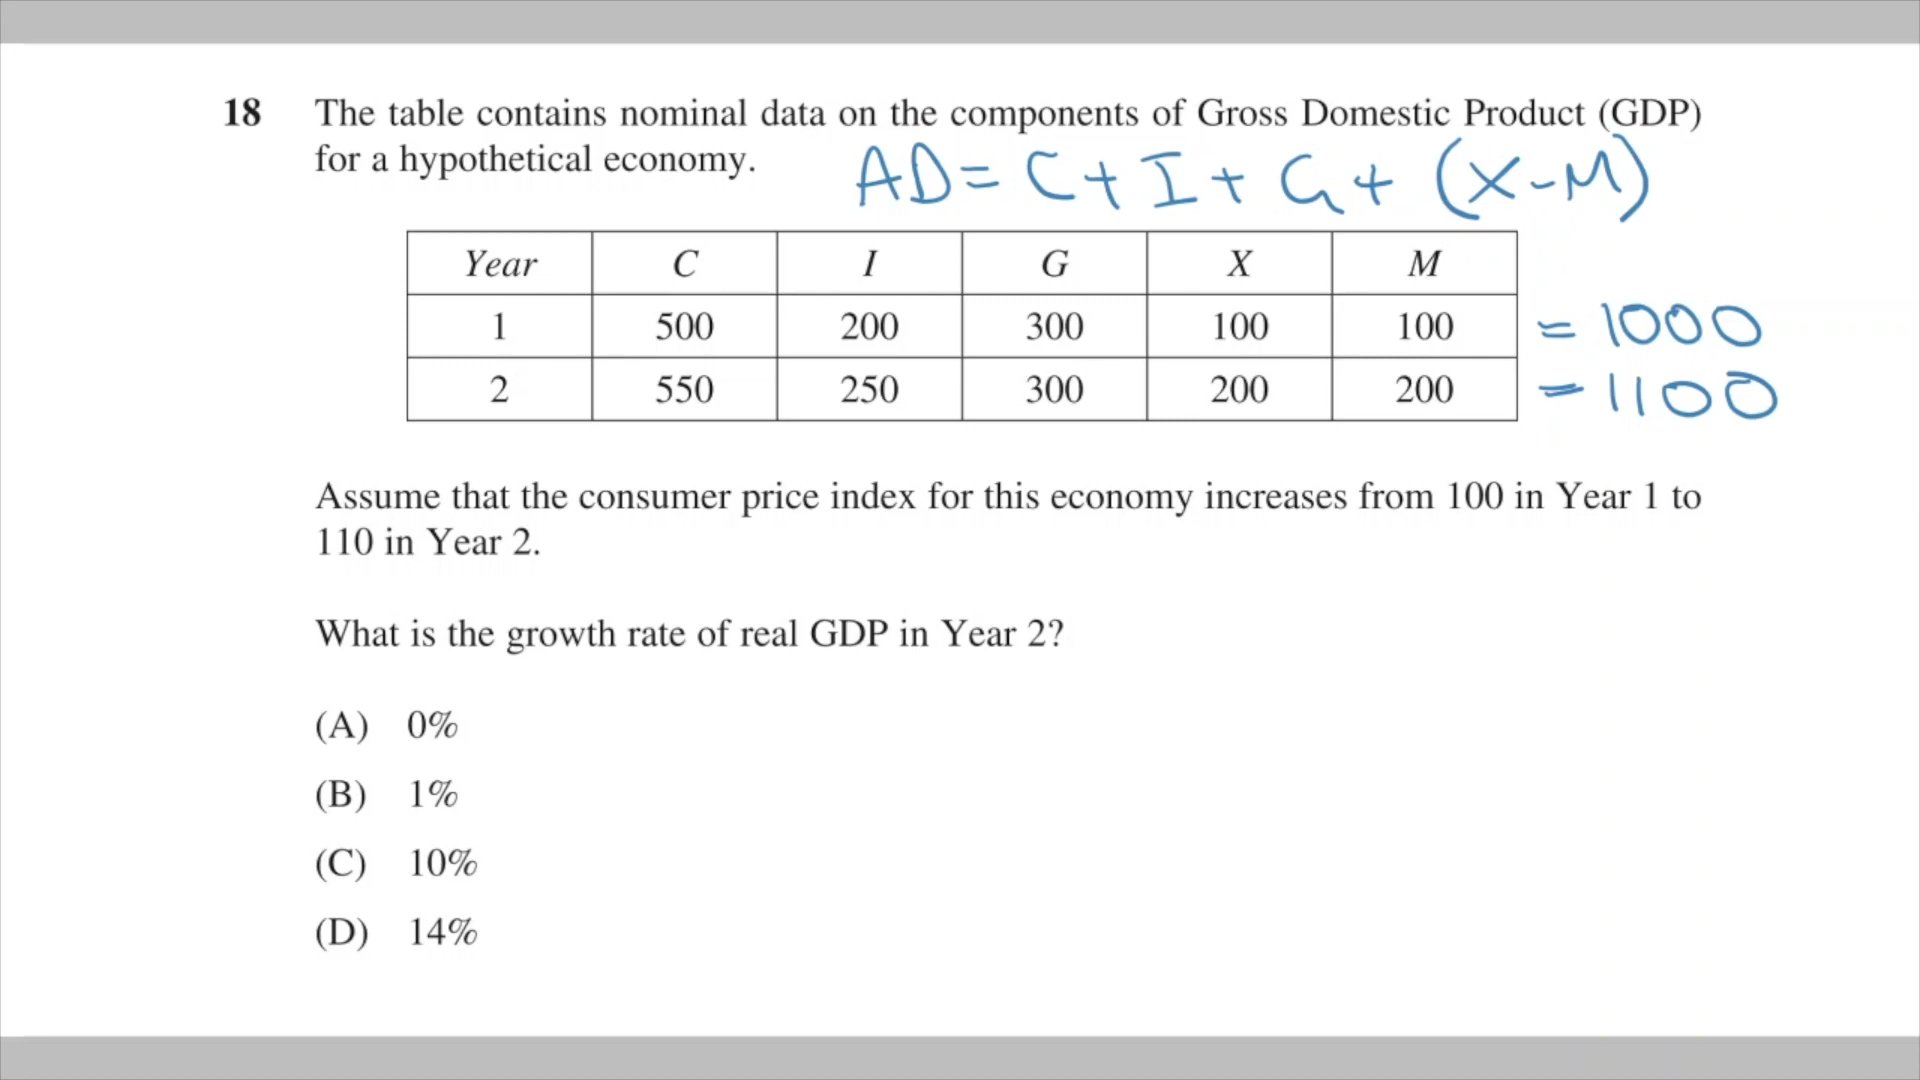 18 The table contains nominal data on the components of Gross Domestic Product (GDP)
for a hypothetical economy.
AD = C + I + G + (X - M)
Year C I G X M
1 500 200 300 100 100 = 1000
2 550 250 300 200 200 = 1100
Assume that the consumer price index for this economy increases from 100 in Year 1 to
110 in Year 2.
What is the growth rate of real GDP in Year 2?
(A) 0%
(B) 1%
(C) 10%
(D) 14%